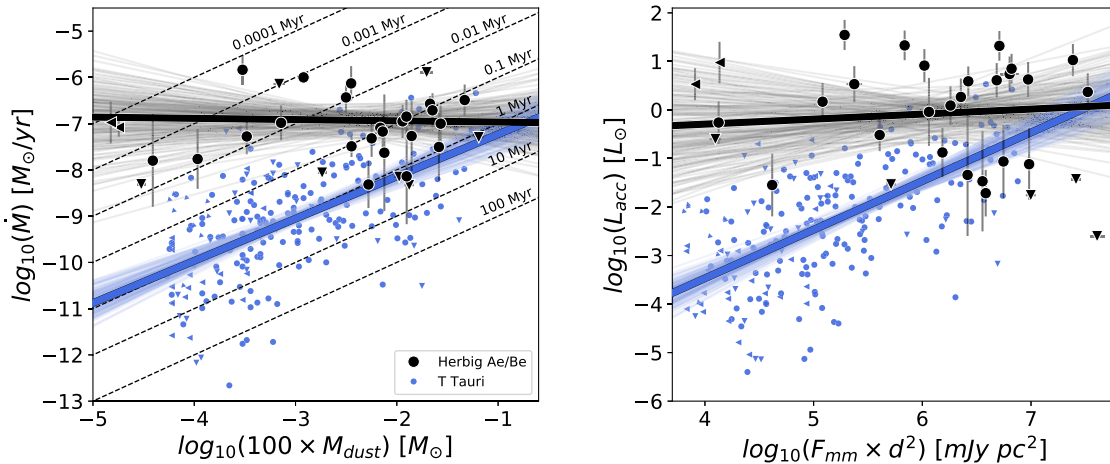 −5
−6
−7
−8
−9
−10
−11
−12
−13
−5
−4
−3
−2
−1
log₁₀(Ṁ) [M⊙/yr]
log₁₀(100 × M_dust) [M⊙]
0.0001 Myr
0.001 Myr
0.01 Myr
0.1 Myr
1 Myr
10 Myr
100 Myr
Herbig Ae/Be
T Tauri
2
1
0
−1
−2
−3
−4
−5
−6
4
5
6
7
log₁₀(L_acc) [L⊙]
log₁₀(F_mm × d²) [mJy pc²]